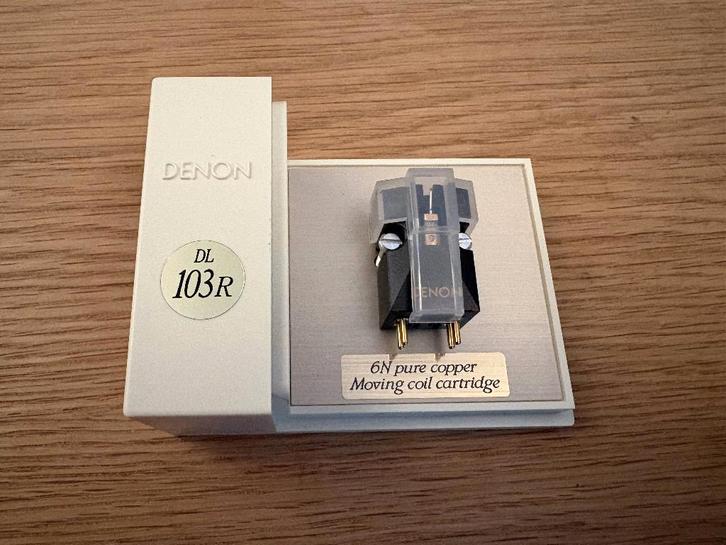 DENON
DL
103R
DENON
6N pure copper
Moving coil cartridge